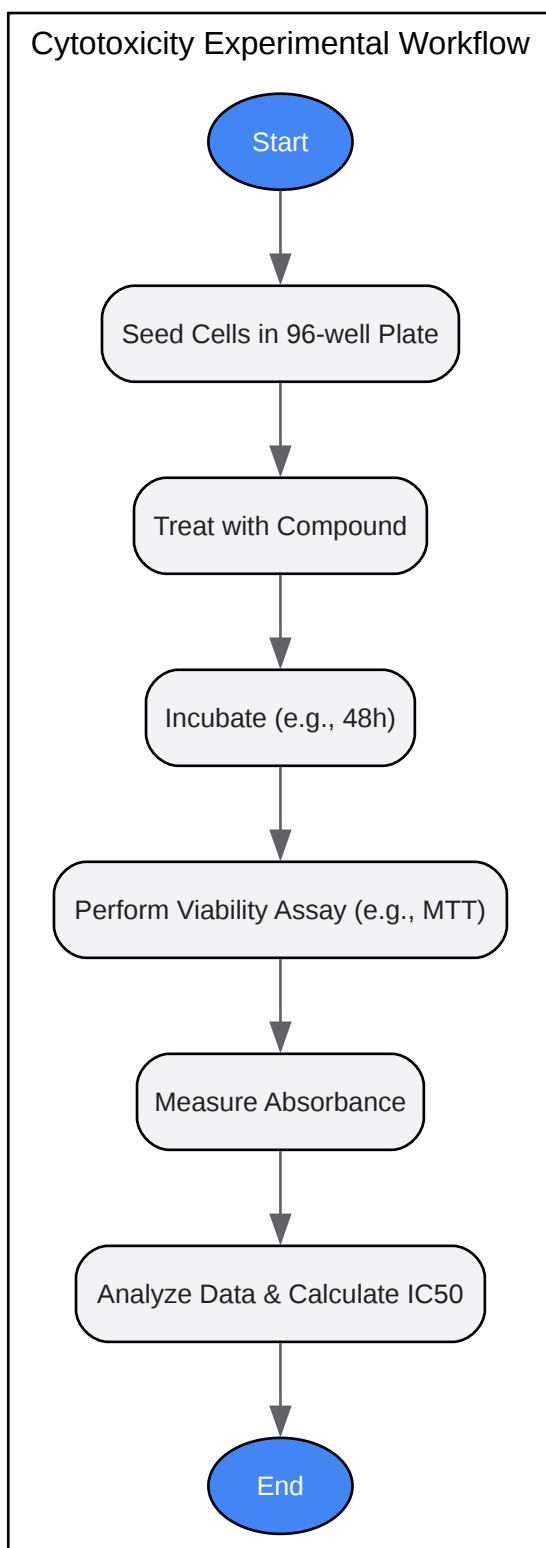 Cytotoxicity Experimental Workflow
Start
Seed Cells in 96-well Plate
Treat with Compound
Incubate (e.g., 48h)
Perform Viability Assay (e.g., MTT)
Measure Absorbance
Analyze Data & Calculate IC50
End